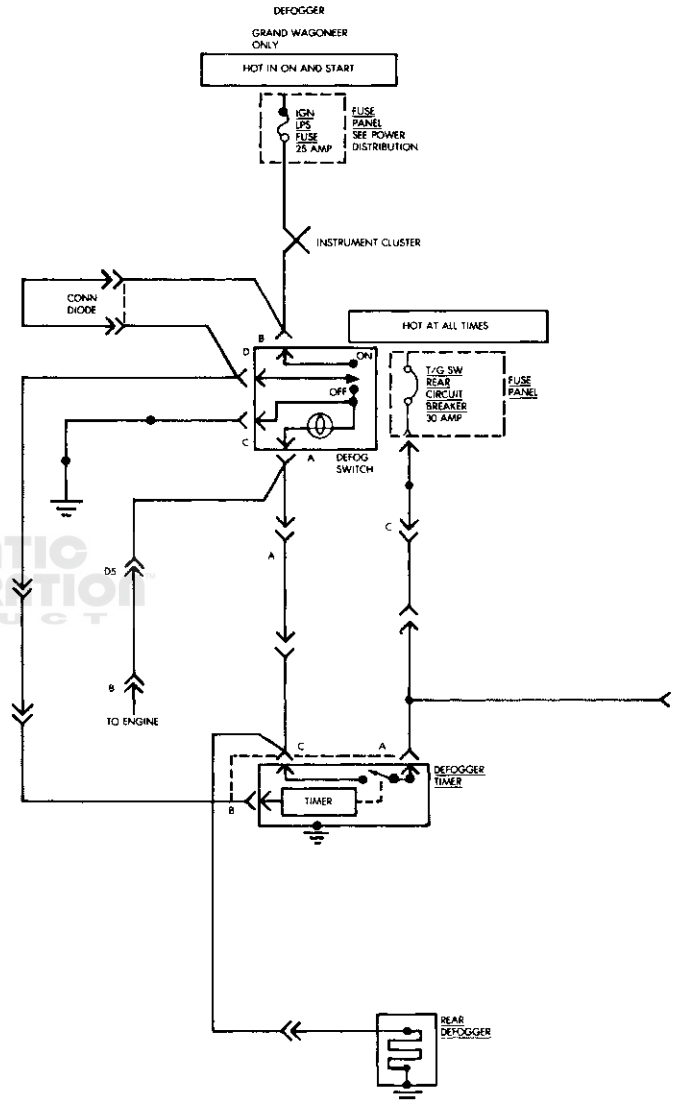 DEFOGGER
GRAND WAGONEER
ONLY
HOT IN ON AND START
IGN
LPS
FUSE
25 AMP
FUSE
PANEL
SEE POWER
DISTRIBUTION
INSTRUMENT CLUSTER
CONN
DIODE
HOT AT ALL TIMES
B
D
ON
OFF
C
A
DEFOG
SWITCH
T/G SW
REAR
CIRCUIT
BREAKER
30 AMP
FUSE
PANEL
C
A
D5
B
TO ENGINE
C
A
DEFOGGER
TIMER
TIMER
B
REAR
DEFOGGER